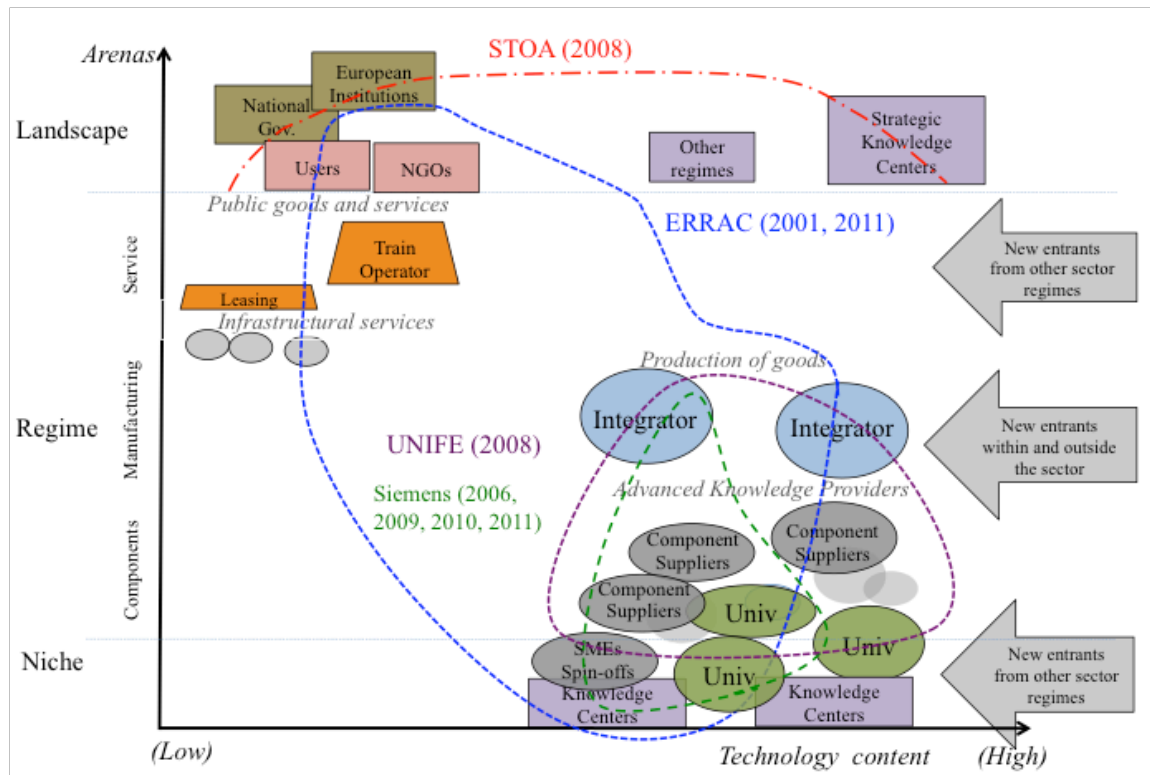 Arenas
STOA (2008)
European
Institutions
National
Gov.
Landscape
Strategic
Knowledge
Centers
Other
regimes
Users
NGOs
Public goods and services
ERRAC (2001, 2011)
Service
Train
Operator
New entrants
from other sector
regimes
Leasing
Infrastructural services
Production of goods
Manufacturing
Regime
Integrator
Integrator
New entrants
within and outside
the sector
UNIFE (2008)
Siemens (2006,
2009, 2010, 2011)
Advanced Knowledge Providers
Components
Component
Suppliers
Component
Suppliers
Component
Suppliers
Univ
Univ
Univ
Niche
SMEs
Spin-offs
Knowledge
Centers
Knowledge
Centers
New entrants
from other sector
regimes
(Low)
Technology content
(High)